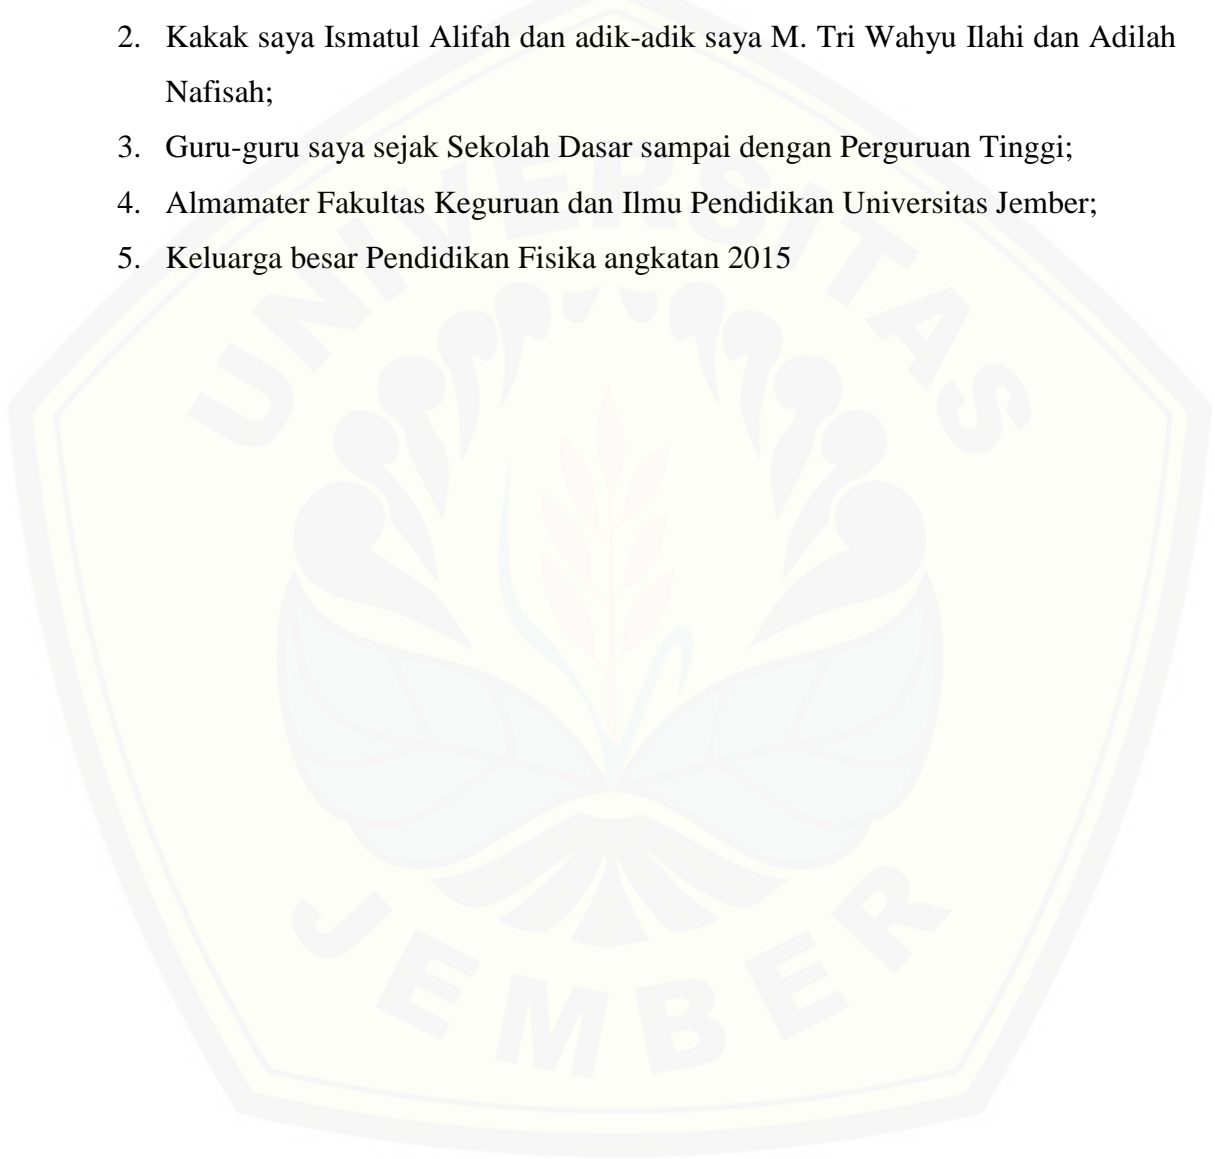 2. Kakak saya Ismatul Alifah dan adik-adik saya M. Tri Wahyu Ilahi dan Adilah
Nafisah;
3. Guru-guru saya sejak Sekolah Dasar sampai dengan Perguruan Tinggi;
4. Almamater Fakultas Keguruan dan Ilmu Pendidikan Universitas Jember;
5. Keluarga besar Pendidikan Fisika angkatan 2015
UNIVERSITAS
JEMBER